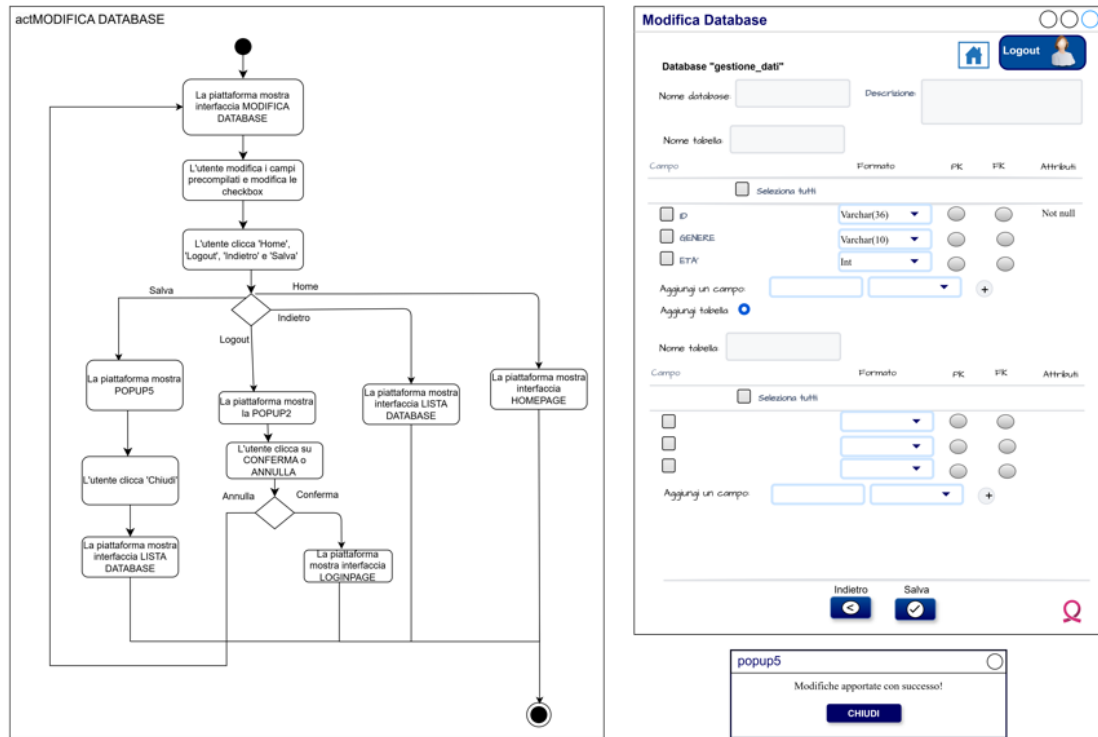 actMODIFICA DATABASE
La piattaforma mostra
interfaccia MODIFICA
DATABASE
L'utente modifica i campi
precompilati e modifica le
checkbox
L'utente clicca 'Home',
'Logout', 'Indietro' e 'Salva'
Salva
Home
Indietro
Logout
La piattaforma mostra
POPUP5
La piattaforma mostra
la POPUP2
La piattaforma mostra
interfaccia LISTA
DATABASE
La piattaforma mostra
interfaccia
HOMEPAGE
L'utente clicca su
CONFERMA o
ANNULLA
L'utente clicca 'Chiudi'
Annulla
Conferma
La piattaforma mostra
interfaccia LISTA
DATABASE
La piattaforma
mostra interfaccia
LOGINPAGE
Modifica Database
Logout
Database "gestione_dati"
Nome database:
Descrizione:
Nome tabella:
Campo Formato PK FK Attributi
Seleziona tutti
ID Varchar(36) Not null
GENERE Varchar(10)
ETA' Int
Aggiungi un campo: +
Aggiungi tabella:
Nome tabella:
Campo Formato PK FK Attributi
Seleziona tutti
Aggiungi un campo: +
Indietro Salva
<
popup5
Modifiche apportate con successo!
CHIUDI